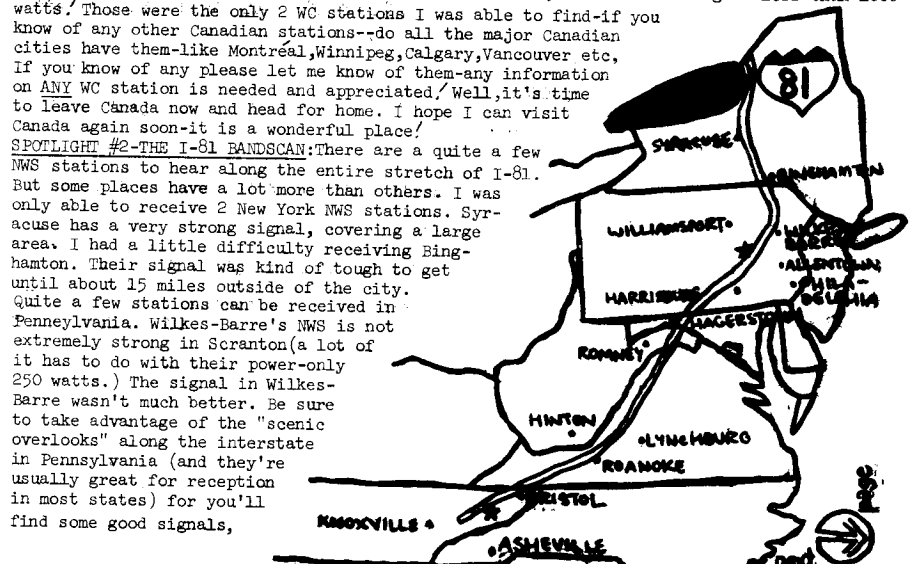 watts! Those were the only 2 WC stations I was able to find-if you
know of any other Canadian stations--do all the major Canadian
cities have them-like Montréal,Winnipeg,Calgary,Vancouver etc,
If you know of any please let me know of them-any information
on ANY WC station is needed and appreciated! Well,it's time
to leave Canada now and head for home. I hope I can visit
Canada again soon-it is a wonderful place!
SPOTLIGHT #2-THE I-81 BANDSCAN:There are a quite a few
NWS stations to hear along the entire stretch of I-81.
But some places have a lot more than others. I was
only able to receive 2 New York NWS stations. Syr-
acuse has a very strong signal, covering a large
area. I had a little difficulty receiving Bing-
hamton. Their signal was kind of tough to get
until about 15 miles outside of the city.
Quite a few stations can be received in
Penneylvania. Wilkes-Barre's NWS is not
extremely strong in Scranton(a lot of
it has to do with their power-only
250 watts.) The signal in Wilkes-
Barre wasn't much better. Be sure
to take advantage of the "scenic
overlooks" along the interstate
in Pennsylvania (and they're
usually great for reception
in most states) for you'll
find some good signals,
81
SYRACUSE
BINGHAMTON
WILLIAMSPORT
WILKES
BARRE
ALLENTOWN
PHILA-
DELPHIA
HARRISBURG
HAGERSTOWN
ROMNEY
HINTON
LYNCHBURG
ROANOKE
BRISTOL
KNOXVILLE
ASHEVILLE
next
page